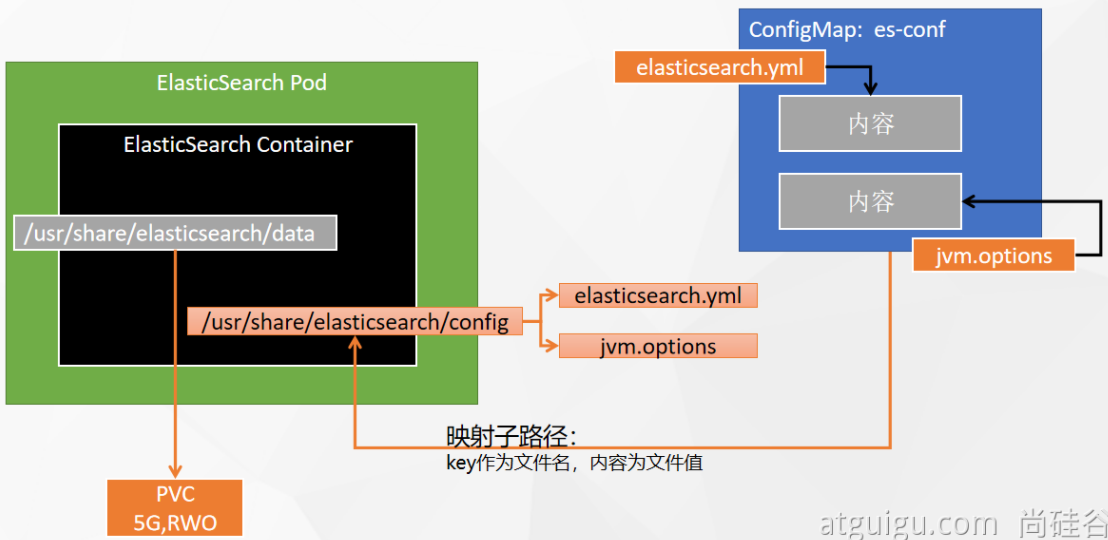 ElasticSearch Pod
ElasticSearch Container
/usr/share/elasticsearch/data
/usr/share/elasticsearch/config
elasticsearch.yml
jvm.options
PVC
5G,RWO
ConfigMap: es-conf
elasticsearch.yml
内容
内容
jvm.options
映射子路径：
key作为文件名，内容为文件值
atguigu.com 尚硅谷